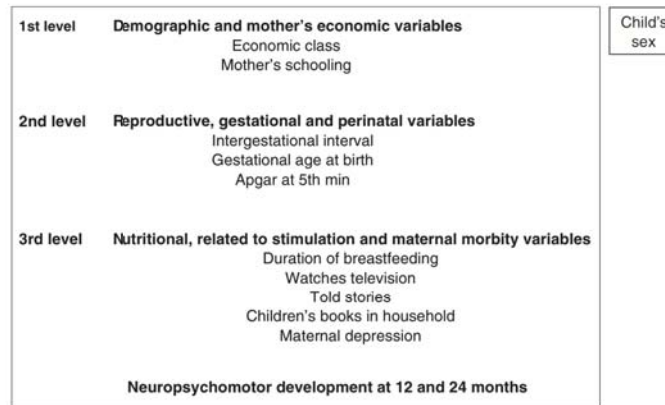 1st level Demographic and mother's economic variables
Economic class
Mother's schooling
2nd level Reproductive, gestational and perinatal variables
Intergestational interval
Gestational age at birth
Apgar at 5th min
3rd level Nutritional, related to stimulation and maternal morbity variables
Duration of breastfeeding
Watches television
Told stories
Children's books in household
Maternal depression
Neuropsychomotor development at 12 and 24 months
Child's
sex